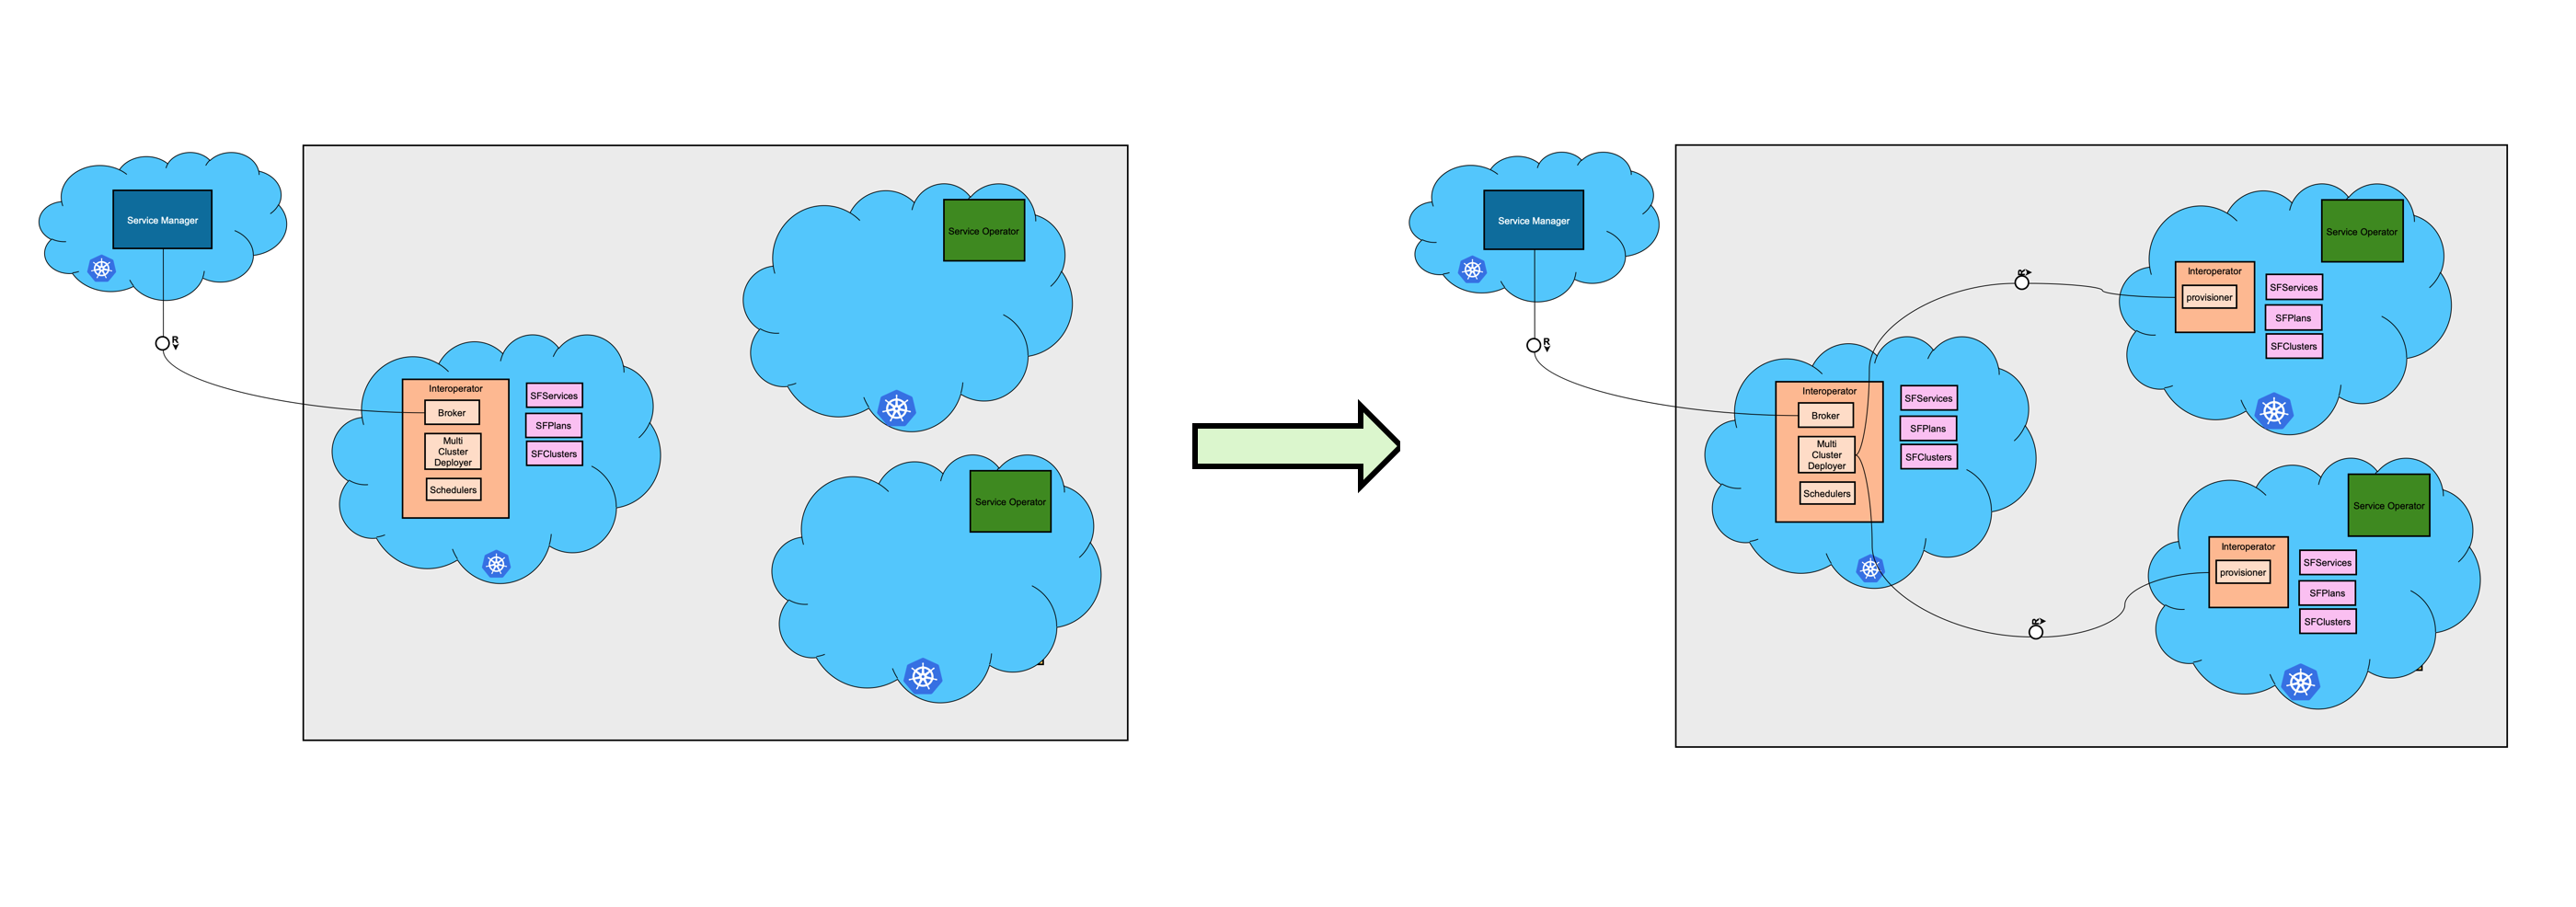 Service Manager
R
Service Operator
Interoperator
Broker
Multi
Cluster
Deployer
Schedulers
SFServices
SFPlans
SFClusters
Service Operator
Service Manager
R
R
Service Operator
Interoperator
provisioner
SFServices
SFPlans
SFClusters
Interoperator
Broker
Multi
Cluster
Deployer
Schedulers
SFServices
SFPlans
SFClusters
Service Operator
Interoperator
provisioner
SFServices
SFPlans
SFClusters
R